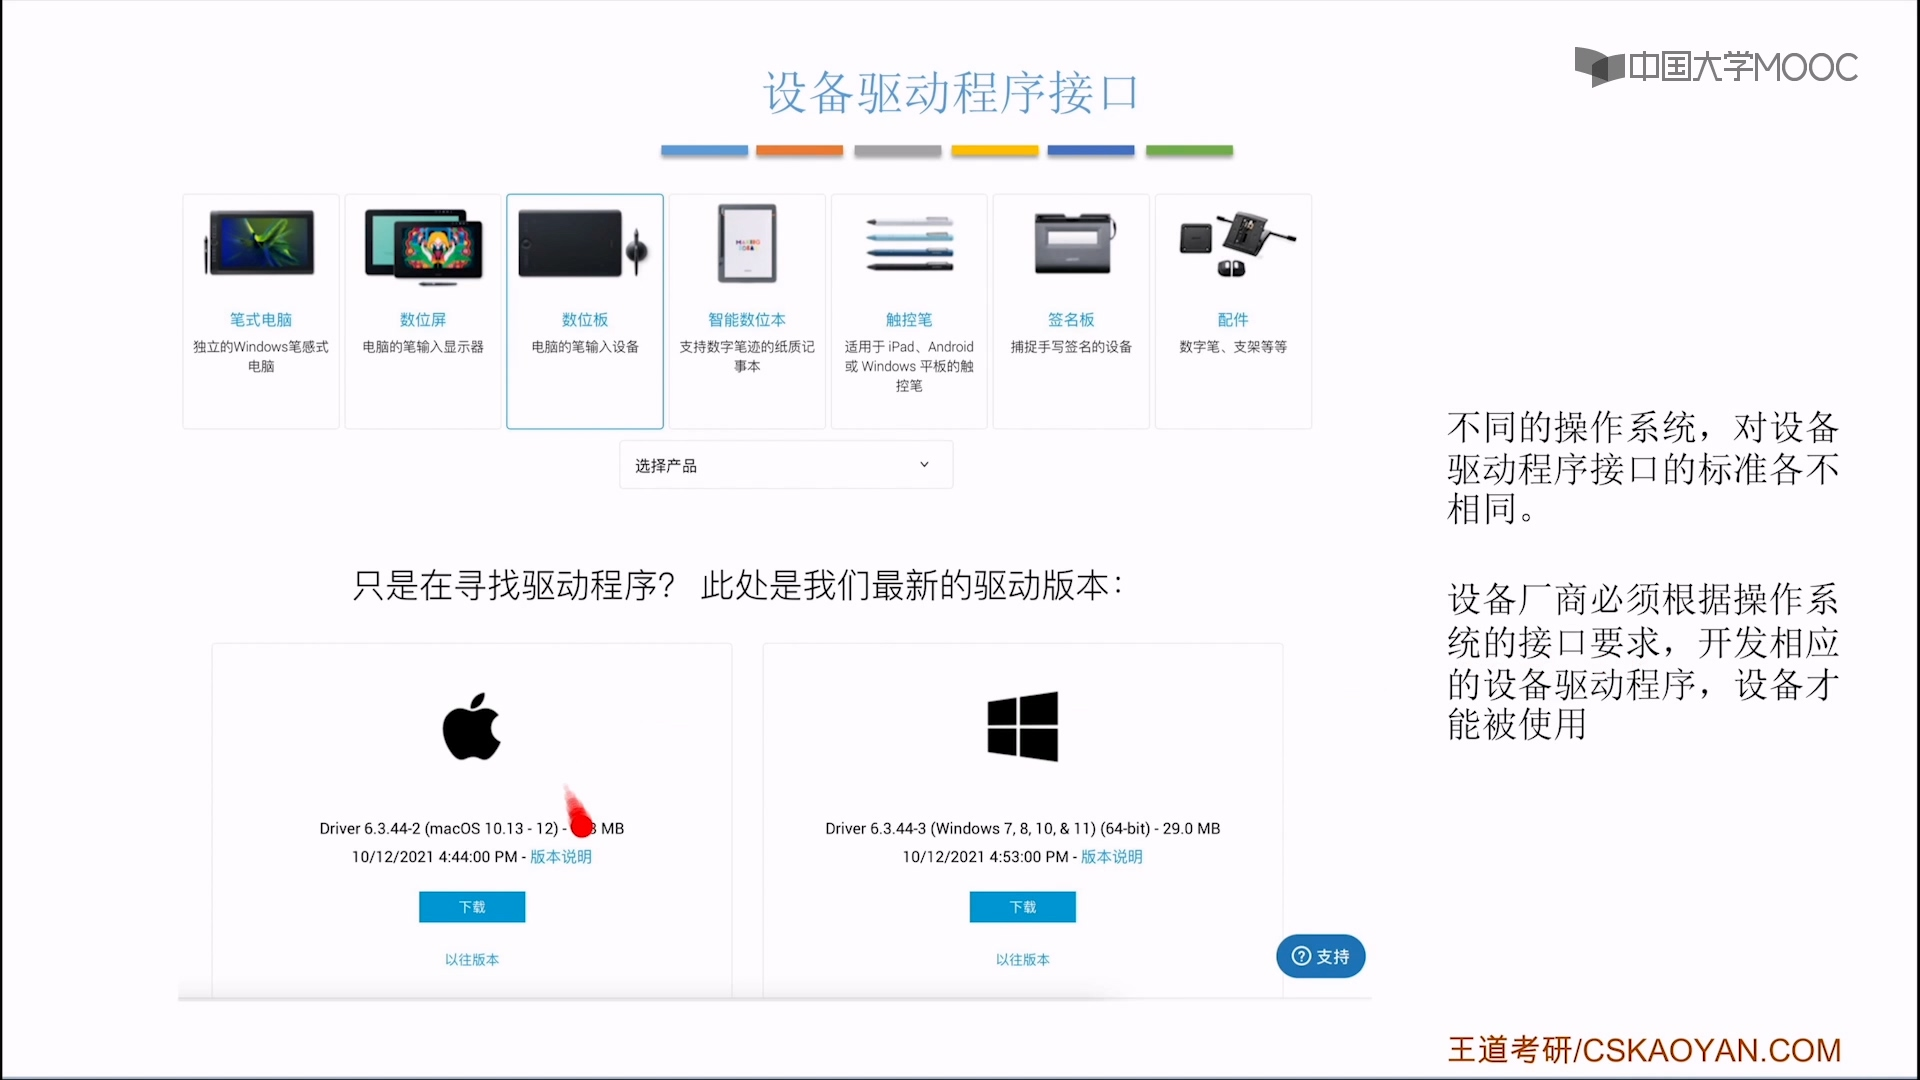 中国大学MOOC
设备驱动程序接口
笔式电脑
独立的Windows笔感式
电脑
数位屏
电脑的笔输入显示器
数位板
电脑的笔输入设备
智能数位本
支持数字笔迹的纸质记
事本
触控笔
适用于 iPad、Android
或 Windows 平板的触
控笔
签名板
捕捉手写签名的设备
配件
数字笔、支架等等
选择产品
不同的操作系统，对设备
驱动程序接口的标准各不
相同。
设备厂商必须根据操作系
统的接口要求，开发相应
的设备驱动程序，设备才
能被使用
只是在寻找驱动程序？ 此处是我们最新的驱动版本：
Driver 6.3.44-2 (macOS 10.13 - 12) - MB
10/12/2021 4:44:00 PM - 版本说明
下载
以往版本
Driver 6.3.44-3 (Windows 7, 8, 10, & 11) (64-bit) - 29.0 MB
10/12/2021 4:53:00 PM - 版本说明
下载
以往版本
支持
王道考研/CSKAOYAN.COM